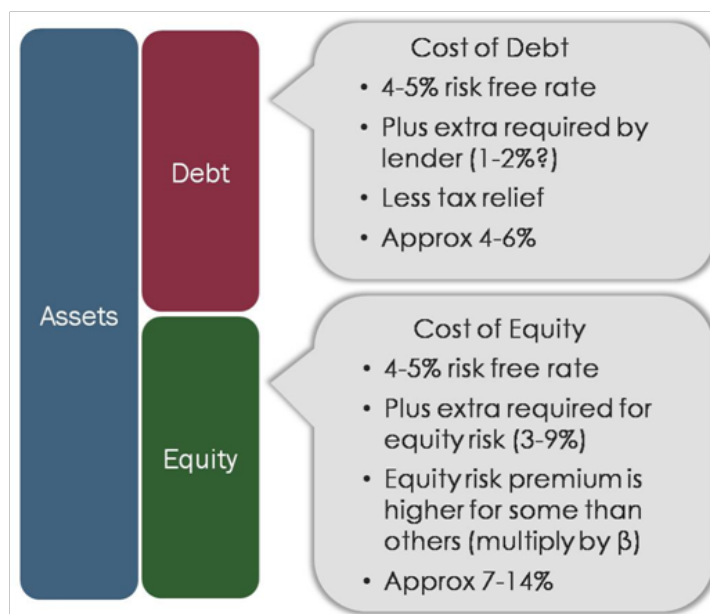 Assets
Debt
Cost of Debt
• 4-5% risk free rate
• Plus extra required by
lender (1-2%?)
• Less tax relief
• Approx 4-6%
Equity
Cost of Equity
• 4-5% risk free rate
• Plus extra required for
equity risk (3-9%)
• Equity risk premium is
higher for some than
others (multiply by β)
• Approx 7-14%